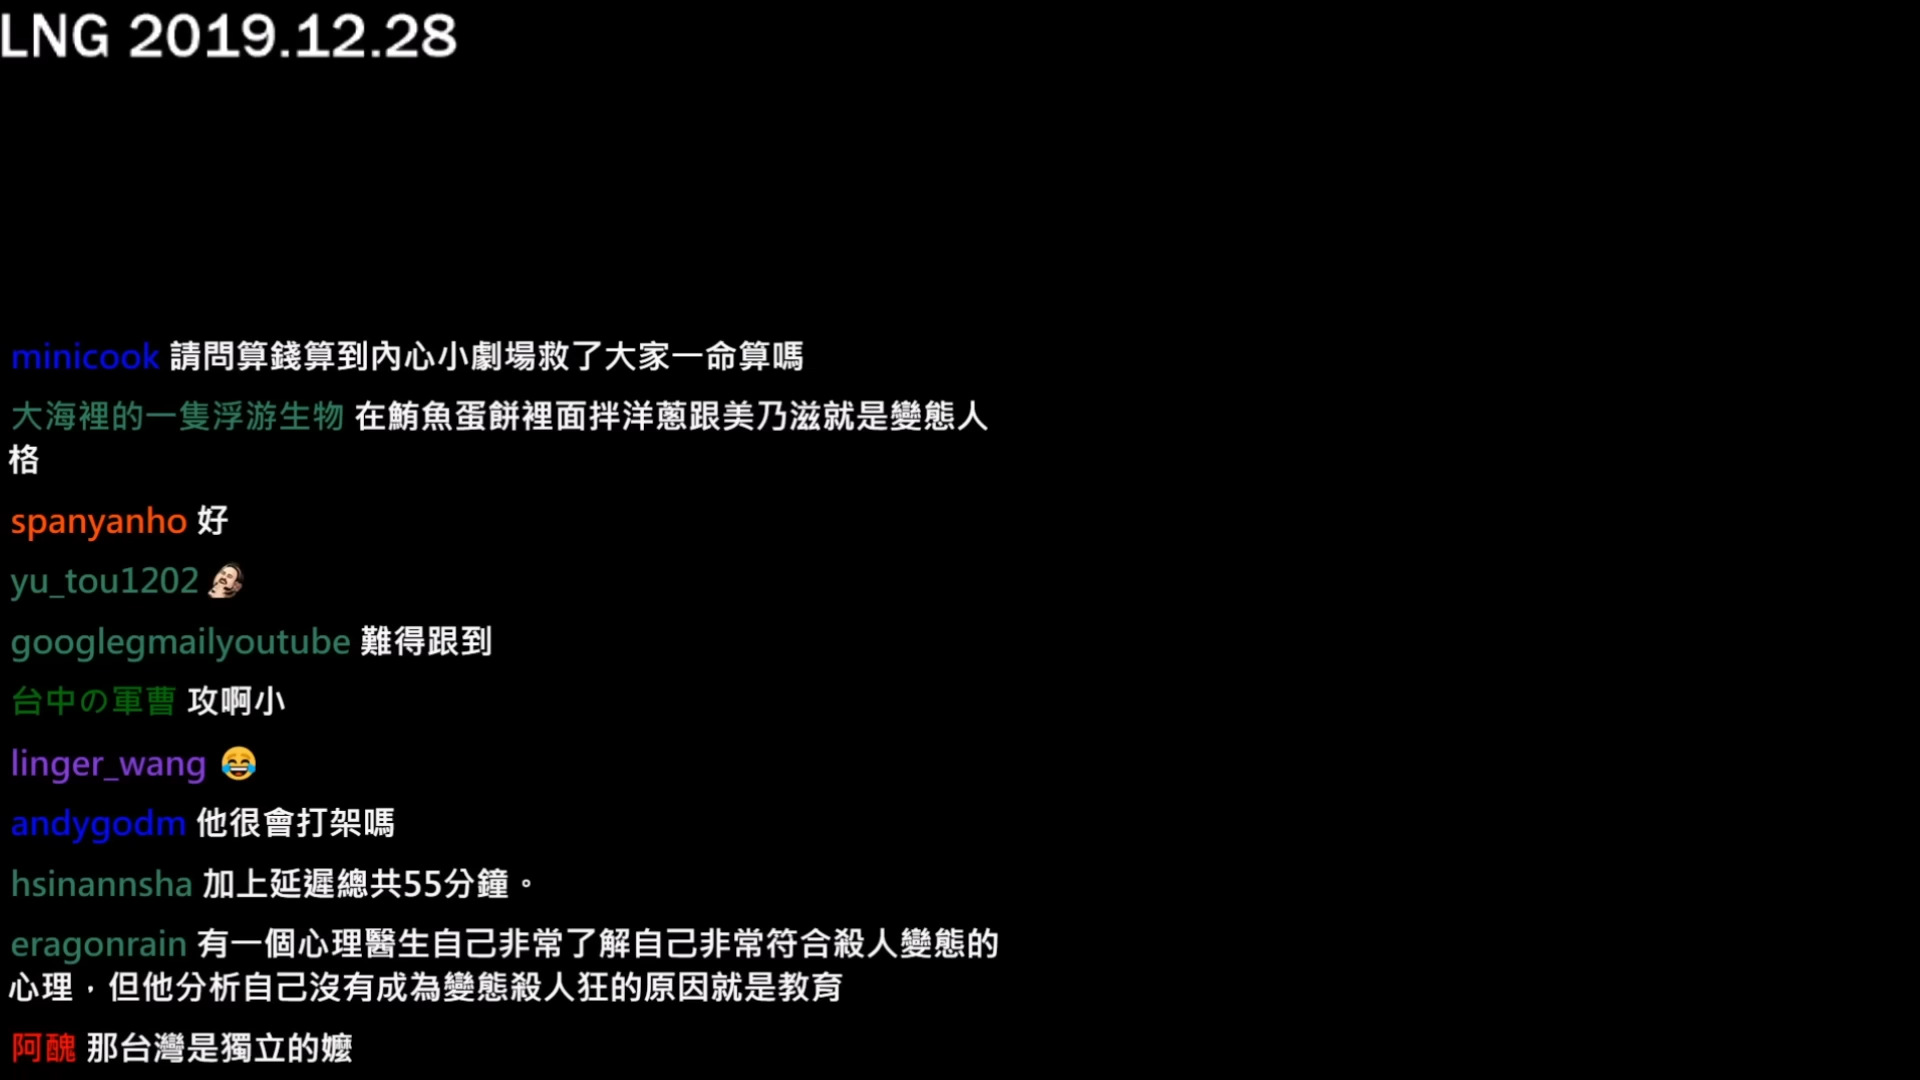 LNG 2019.12.28
minicook 請問算錢算到內心小劇場救了大家一命算嗎
大海裡的一隻浮游生物 在鮪魚蛋餅裡面拌洋蔥跟美乃滋就是變態人
格
spanyanho 好
yu_tou1202
googlegmailyoutube 難得跟到
台中の軍曹 攻啊小
linger_wang 😂
andygodm 他很會打架嗎
hsinannsha 加上延遲總共55分鐘。
eragonrain 有一個心理醫生自己非常了解自己非常符合殺人變態的
心理，但他分析自己沒有成為變態殺人狂的原因就是教育
阿醜 那台灣是獨立的嬤